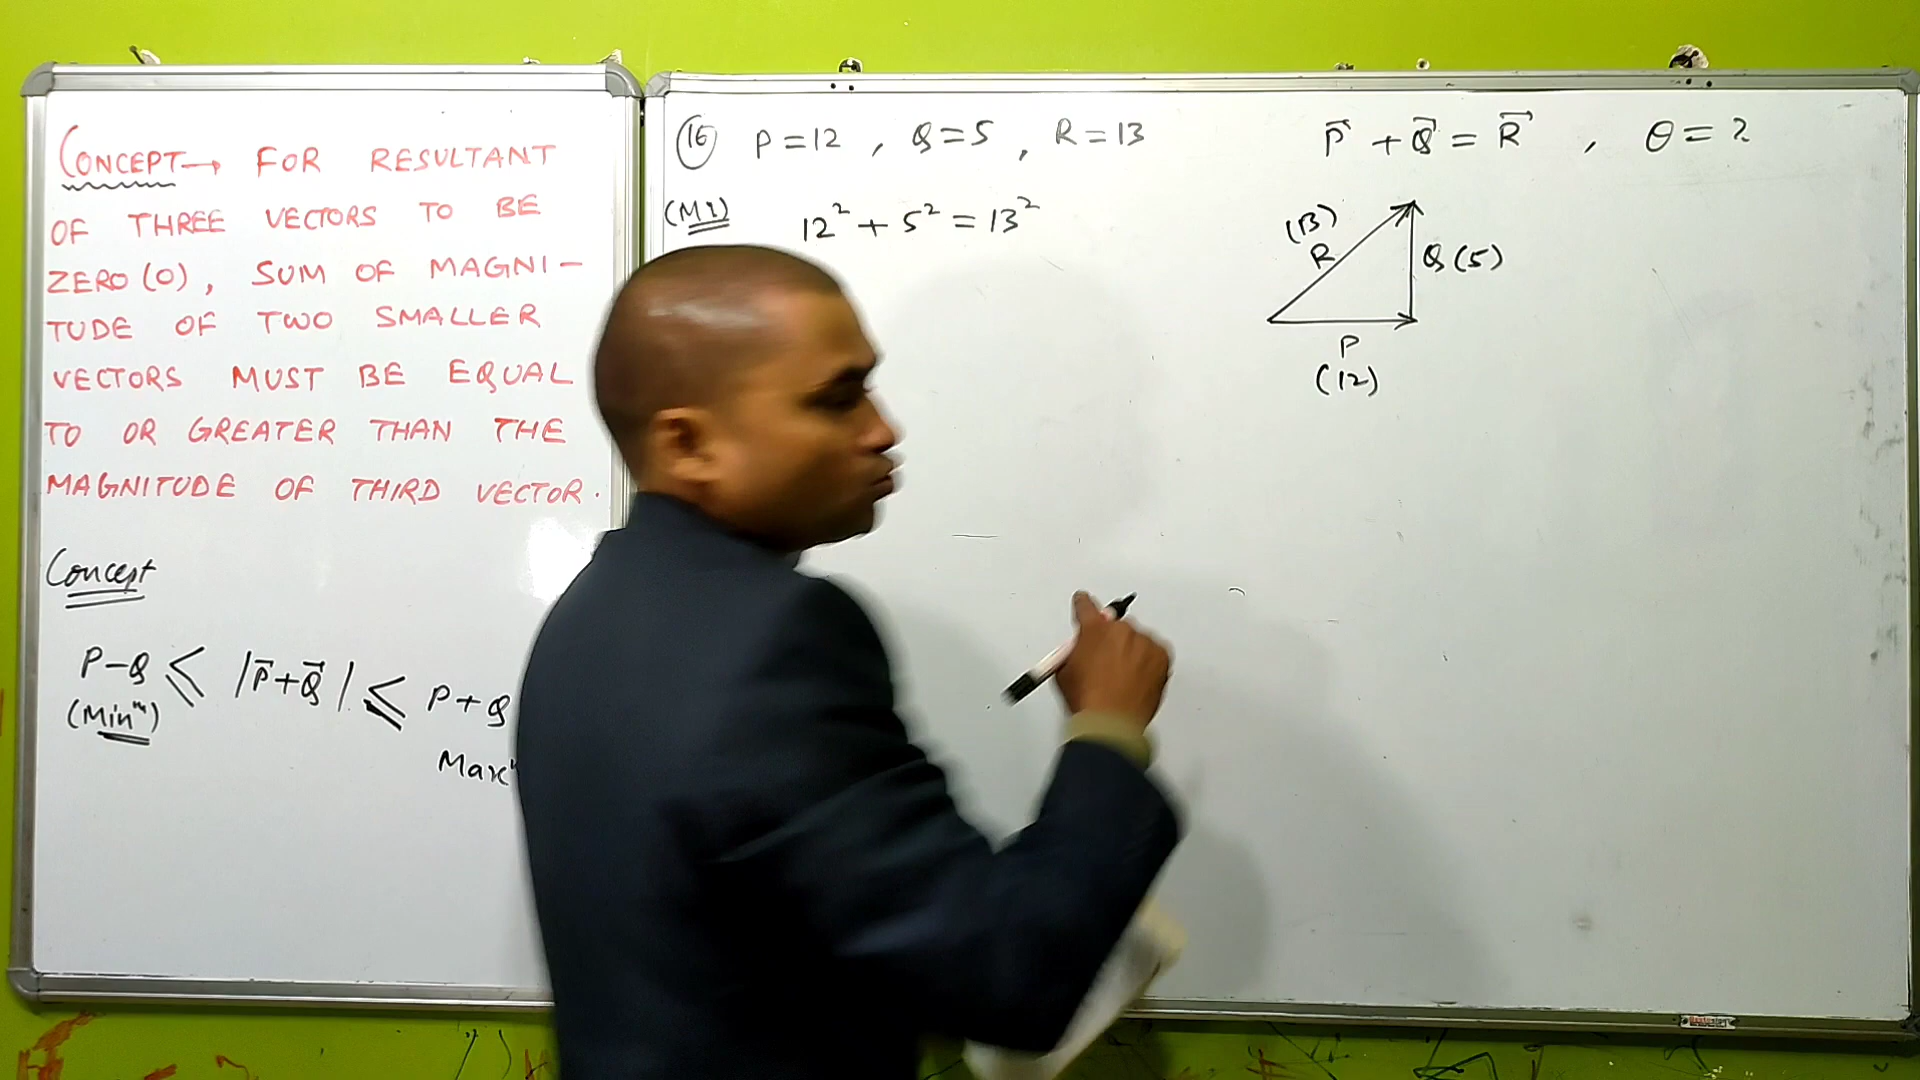 CONCEPT → FOR RESULTANT
OF THREE VECTORS TO BE
ZERO (0), SUM OF MAGNI-
TUDE OF TWO SMALLER
VECTORS MUST BE EQUAL
TO OR GREATER THAN THE
MAGNITUDE OF THIRD VECTOR.
Concept
P-Q ≤ |P⃗+Q⃗| ≤ P+Q
(Minᵐ)
Max
(16) P=12, Q=5, R=13 P⃗ + Q⃗ = R⃗, θ = ?
(M1) 12² + 5² = 13²
(13)
R
Q (5)
P
(12)